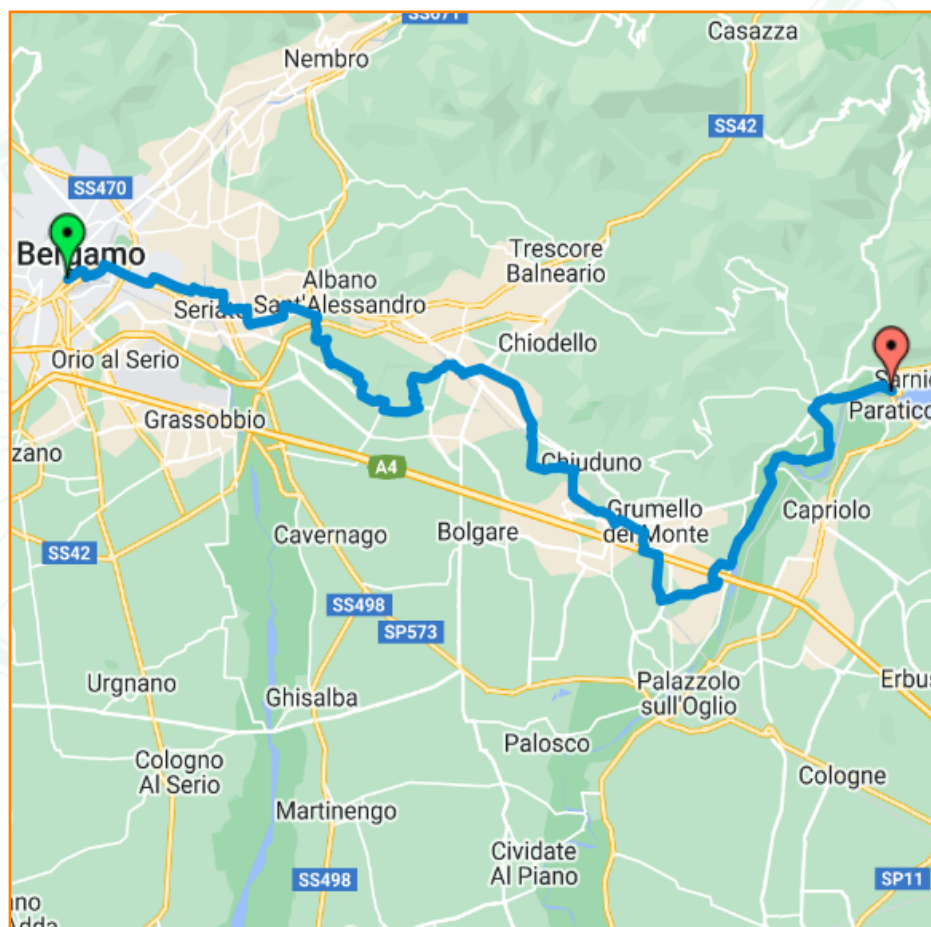 SS671
Casazza
Nembro
SS42
SS470
Bergamo
Trescore
Balneario
Albano
Sant'Alessandro
Seriate
Chiodello
Orio al Serio
Sarnic
Paratico
Grassobbio
zano
A4
Chiuduno
Grumello
del Monte
Capriolo
Cavernago
Bolgare
SS42
SS498
SP573
Urgnano
Ghisalba
Palazzolo
sull'Oglio
Erbus
Palosco
Cologno
Al Serio
Cologne
Martinengo
Cividate
Al Piano
SS498
SP11
no
Adda